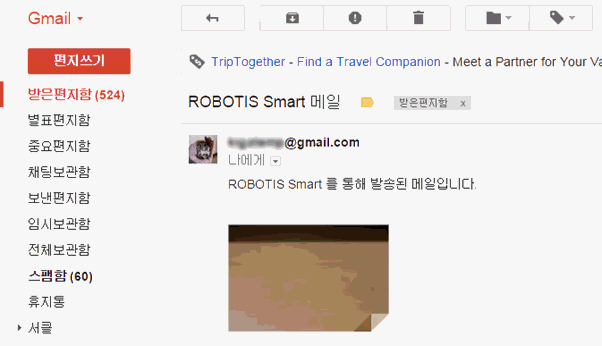 Gmail
편지쓰기
받은편지함 (524)
별표편지함
중요편지함
채팅보관함
보낸편지함
임시보관함
전체보관함
스팸함 (60)
휴지통
서클
TripTogether - Find a Travel Companion - Meet a Partner for Your Va
ROBOTIS Smart 메일
받은편지함 x
@gmail.com
나에게
ROBOTIS Smart 를 통해 발송된 메일입니다.